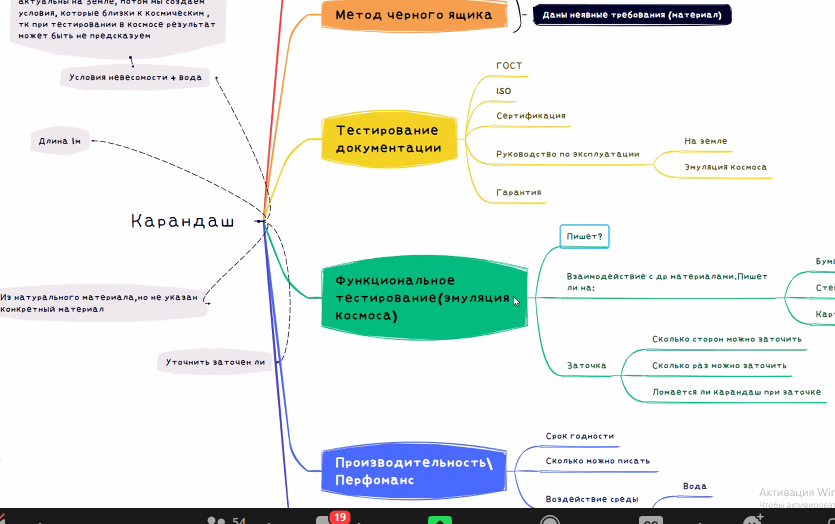 актуальны на Земле, потом мы создаем
условия, которые близки к космическим ,
тк при тестировании в Космосе результат
может быть не предсказуем
Условия невесомости + вода
Длина 1м
Карандаш
Из натурального материала,но не указан
конкретный материал
Уточнить заточен ли
Метод черного ящика
Даны неявные требования (материал)
Тестирование
документации
ГОСТ
ISO
Сертификация
Руководство по эксплуатации
На земле
Эмуляция космоса
Гарантия
Функциональное
тестирование(эмуляция
космоса)
Пишет?
Взаимодействие с др материалами.Пишет
ли на:
Бума
Стек
Карт
Заточка
Сколько сторон можно заточить
Сколько раз можно заточить
Ломается ли карандаш при заточке
Производительность\
Перфоманс
Срок годности
Сколько можно писать
Воздействие среды
Вода
Активация Win
Чтобы активироват
54
19